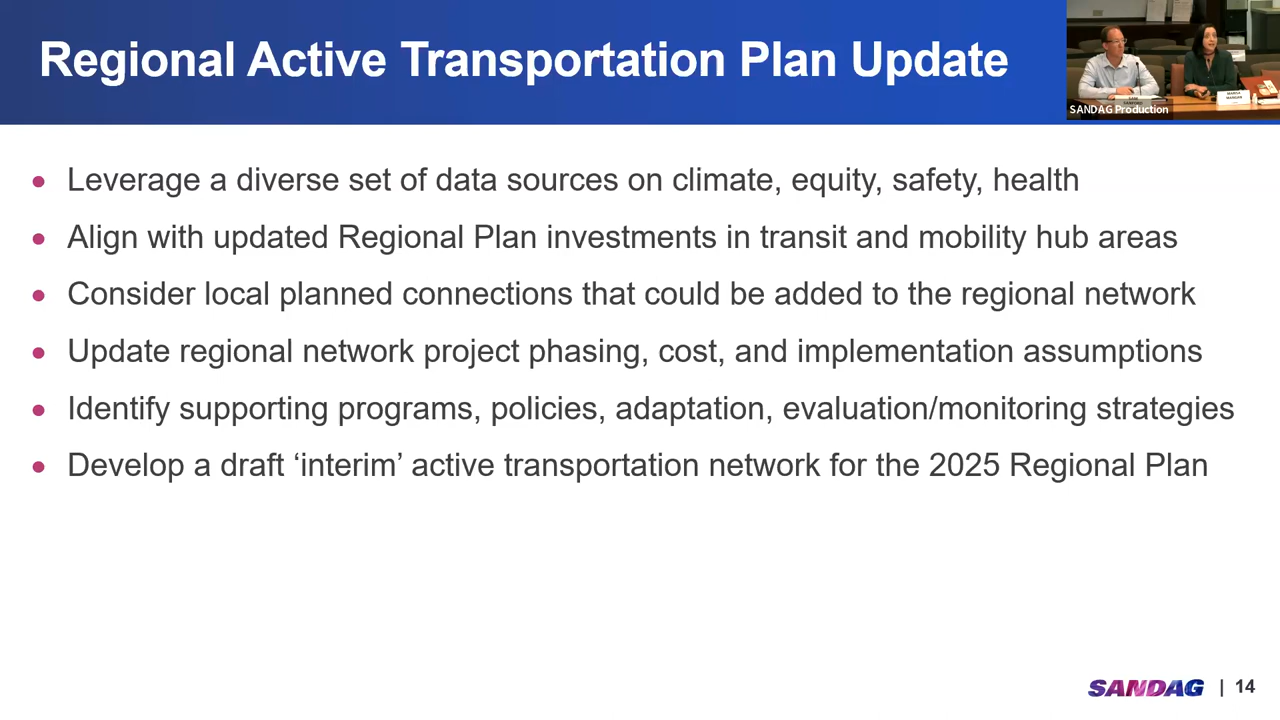 Regional Active Transportation Plan Update
SANDAG Production
• Leverage a diverse set of data sources on climate, equity, safety, health
• Align with updated Regional Plan investments in transit and mobility hub areas
• Consider local planned connections that could be added to the regional network
• Update regional network project phasing, cost, and implementation assumptions
• Identify supporting programs, policies, adaptation, evaluation/monitoring strategies
• Develop a draft ‘interim’ active transportation network for the 2025 Regional Plan
SANDAG | 14